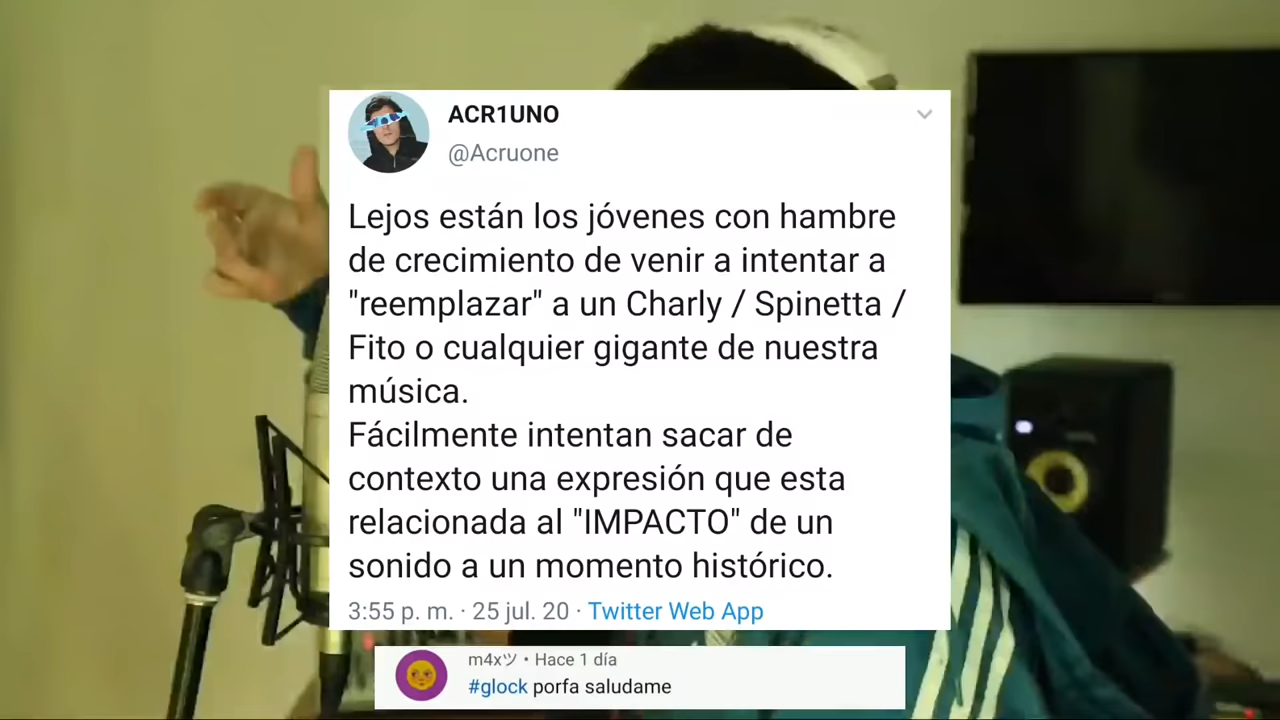 ACR1UNO
@Acruone
Lejos están los jóvenes con hambre
de crecimiento de venir a intentar a
"reemplazar" a un Charly / Spinetta /
Fito o cualquier gigante de nuestra
música.
Fácilmente intentan sacar de
contexto una expresión que esta
relacionada al "IMPACTO" de un
sonido a un momento histórico.
3:55 p. m. · 25 jul. 20 · Twitter Web App
m4xツ • Hace 1 día
#glock porfa saludame